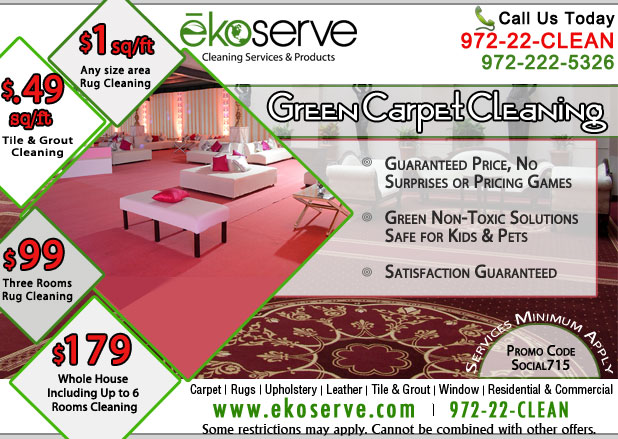 $1 sq/ft
Any size area
Rug Cleaning
ēkoserve
Cleaning Services & Products
Call Us Today
972-22-CLEAN
972-222-5326
$.49
sq/ft
Tile & Grout
Cleaning
Green Carpet Cleaning
Guaranteed Price, No
Surprises or Pricing Games
Green Non-Toxic Solutions
Safe for Kids & Pets
Satisfaction Guaranteed
$99
Three Rooms
Rug Cleaning
$179
Whole House
Including Up to 6
Rooms Cleaning
Services Minimum Apply
Promo Code
Social715
Carpet | Rugs | Upholstery | Leather | Tile & Grout | Window | Residential & Commercial
www.ekoserve.com | 972-22-CLEAN
Some restrictions may apply. Cannot be combined with other offers.